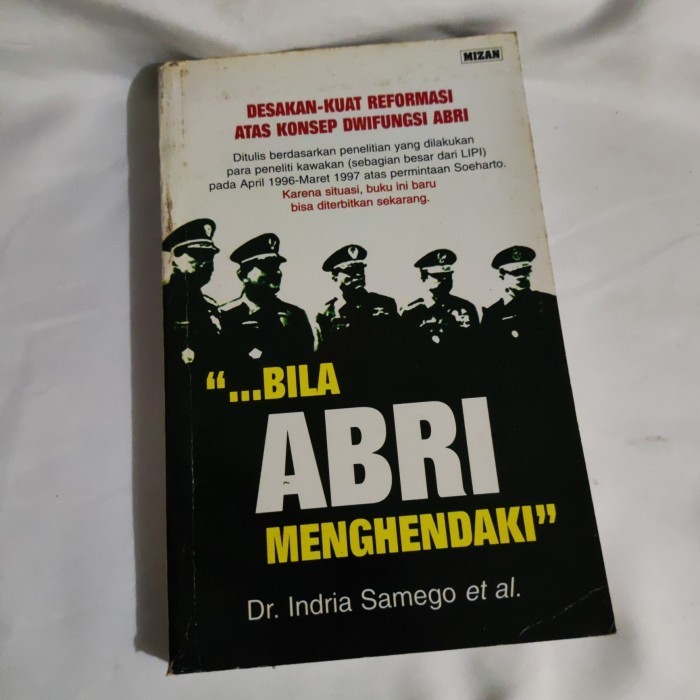 MIZAN
DESAKAN-KUAT REFORMASI
ATAS KONSEP DWIFUNGSI ABRI
Ditulis berdasarkan penelitian yang dilakukan
para peneliti kawakan (sebagian besar dari LIPI)
pada April 1996-Maret 1997 atas permintaan Soeharto.
Karena situasi, buku ini baru
bisa diterbitkan sekarang.
“...BILA
ABRI
MENGHENDAKI”
Dr. Indria Samego et al.